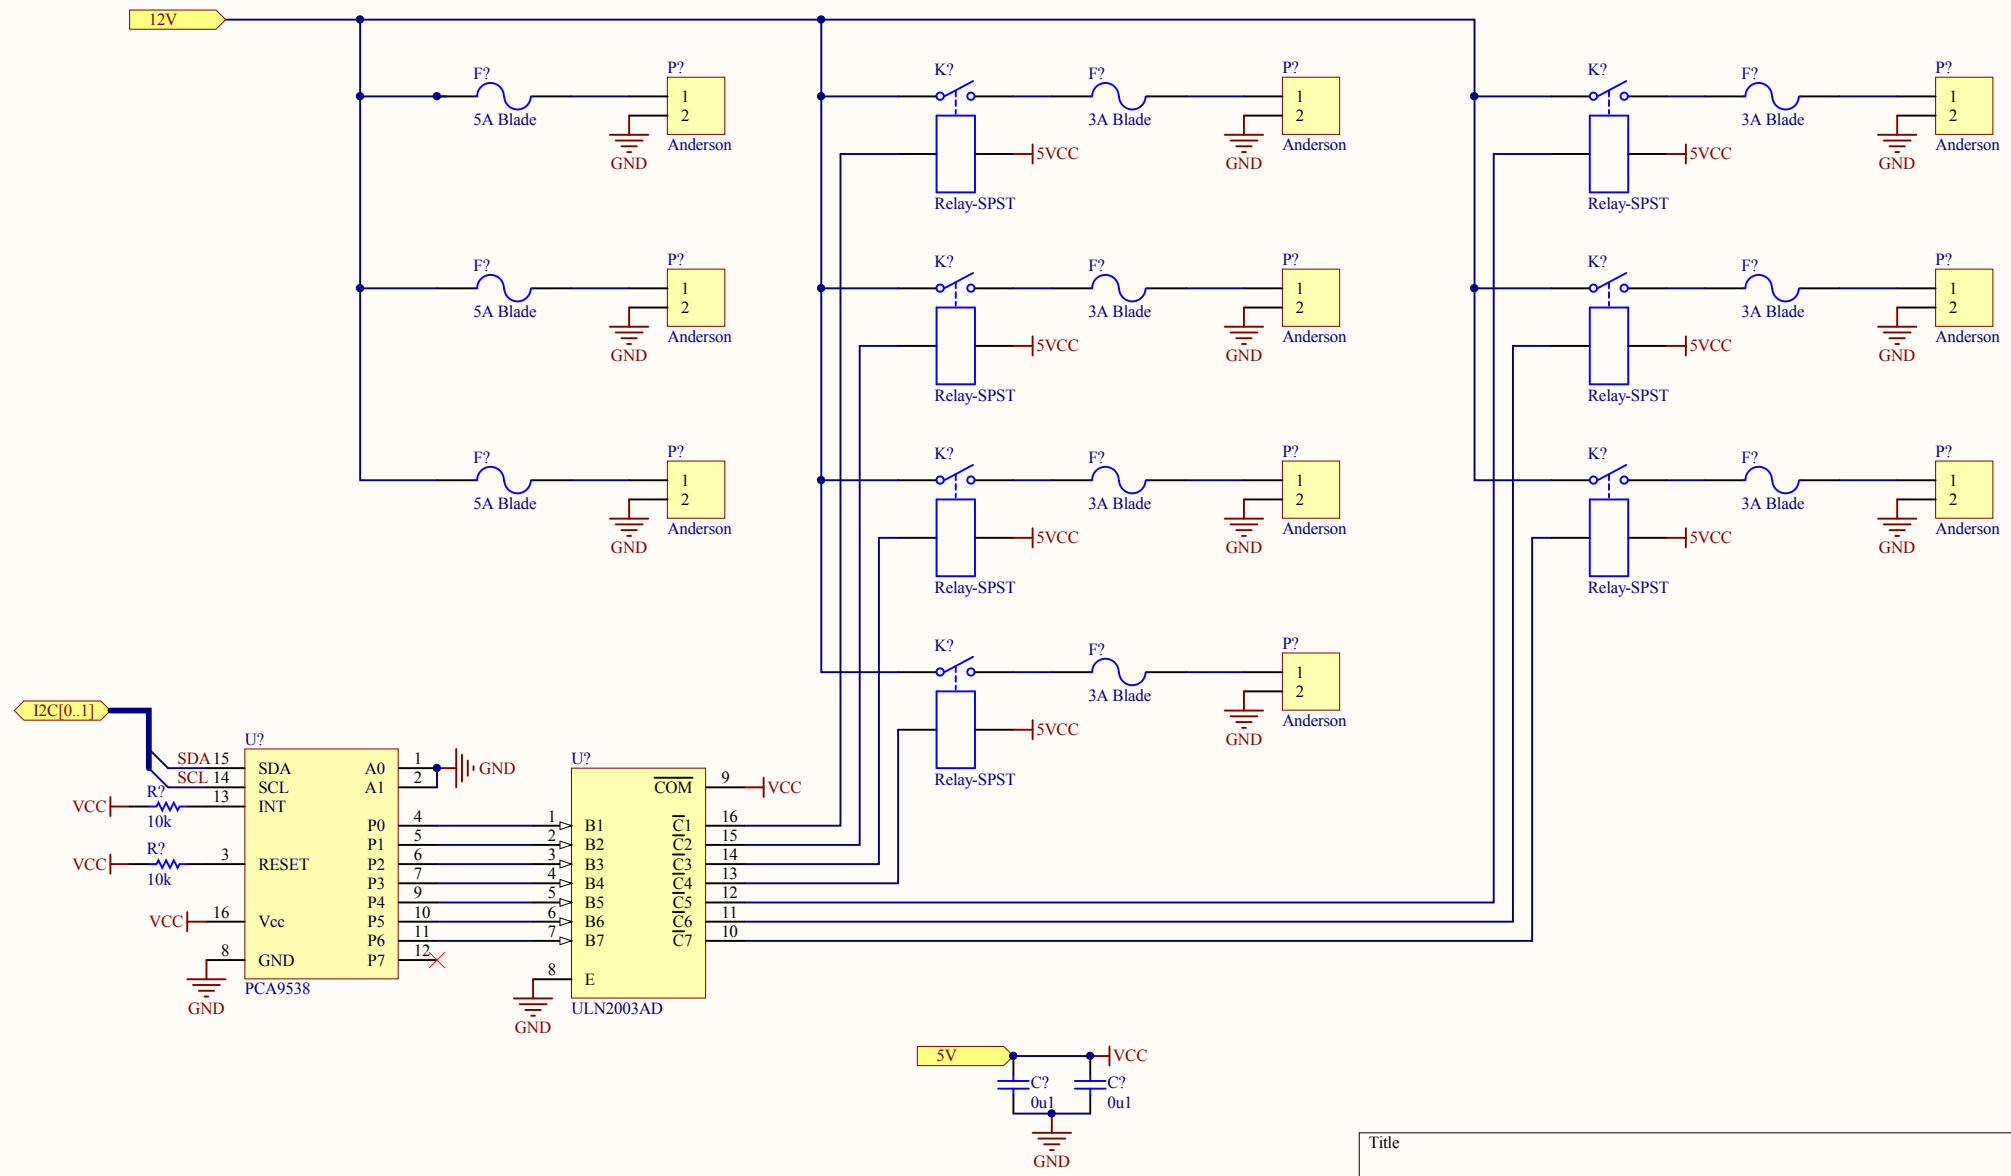 12V
F?
P?
K?
F?
P?
K?
F?
P?
1
1
1
2
2
2
5A Blade
3A Blade
3A Blade
Anderson
Anderson
Anderson
GND
5VCC
GND
5VCC
GND
Relay-SPST
Relay-SPST
F?
P?
K?
F?
P?
K?
F?
P?
1
1
1
2
2
2
5A Blade
3A Blade
3A Blade
Anderson
Anderson
Anderson
GND
5VCC
GND
5VCC
GND
Relay-SPST
Relay-SPST
F?
P?
K?
F?
P?
K?
F?
P?
1
1
1
2
2
2
5A Blade
3A Blade
3A Blade
Anderson
Anderson
Anderson
GND
5VCC
GND
5VCC
GND
Relay-SPST
Relay-SPST
K?
F?
P?
1
2
3A Blade
Anderson
5VCC
GND
Relay-SPST
I2C[0..1]
U?
SDA 15 SDA
SCL 14 SCL
R?
VCC 13 INT
10k
R?
VCC 3 RESET
10k
VCC 16 Vcc
8 GND
GND
A0 1 GND
A1 2
P0 4
P1 5
P2 6
P3 7
P4 9
P5 10
P6 11
P7 12
PCA9538
U?
COM 9 VCC
1 B1 C1 16
2 B2 C2 15
3 B3 C3 14
4 B4 C4 13
5 B5 C5 12
6 B6 C6 11
7 B7 C7 10
8 E
GND
ULN2003AD
5V
VCC
C?
C?
0u1
0u1
GND
Title